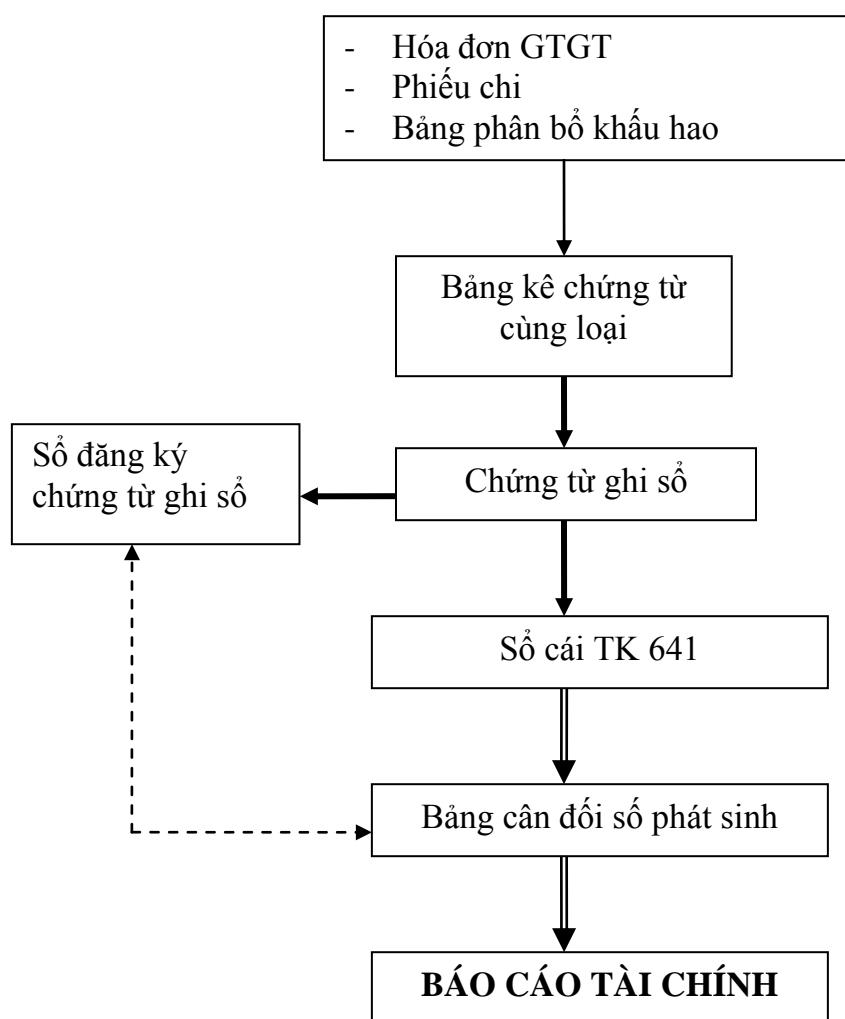 - Hóa đơn GTGT
- Phiếu chi
- Bảng phân bổ khấu hao
Bảng kê chứng từ
cùng loại
Sổ đăng ký
chứng từ ghi sổ
Chứng từ ghi sổ
Sổ cái TK 641
Bảng cân đối số phát sinh
BÁO CÁO TÀI CHÍNH